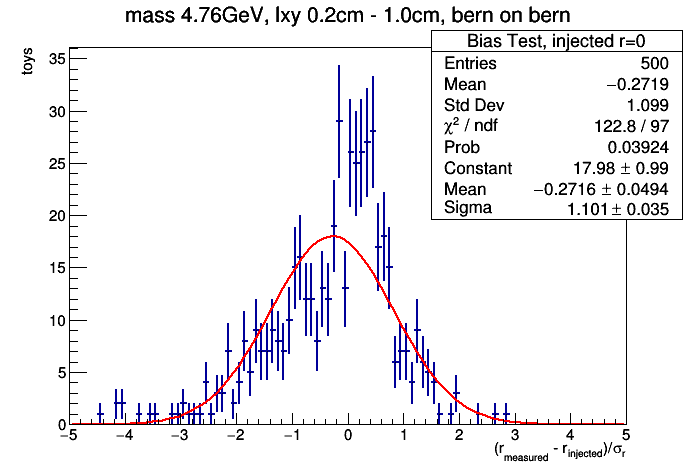 mass 4.76GeV, lxy 0.2cm - 1.0cm, bern on bern
toys
Bias Test, injected r=0
Entries 500
Mean −0.2719
Std Dev 1.099
χ² / ndf 122.8 / 97
Prob 0.03924
Constant 17.98 ± 0.99
Mean −0.2716 ± 0.0494
Sigma 1.101 ± 0.035
35
30
25
20
15
10
5
0
−5 −4 −3 −2 −1 0 1 2 3 4 5
(r_measured - r_injected)/σ_r